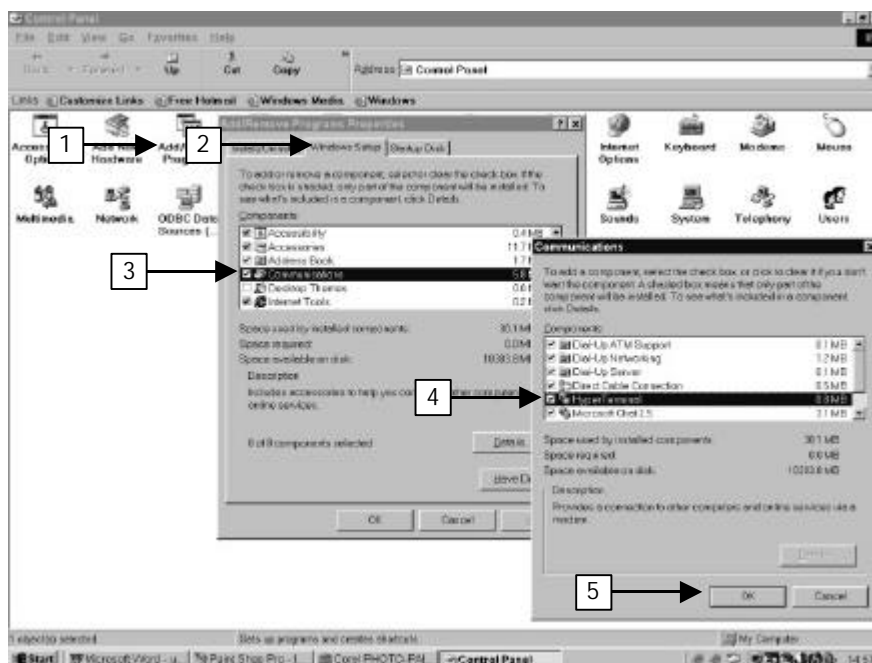 Control Panel
File Edit View Go Favorites Help
Back Forward Up Cut Copy
Address Control Panel
Links Customize Links Free Hotmail Windows Media Windows
1
2
Add/Remove Programs Properties
Windows Setup Startup Disk
To add or remove a component, select or clear the check box. If the
check box is shaded, only part of the component will be installed. To
see what's included in a component, click Details.
Components:
Accessibility 0.4 MB
Accessories 11.7
Address Book 1.7
3
Communications 5.8
Desktop Themes
Internet Tools 0.2
Space used by installed components: 30.1 MB
Space required: 0.0 MB
Space available on disk:
Description
Includes accessories to help you other
online services.
components selected
Details
Have
OK Cancel
Hardware
Internet
Options
Keyboard
Modems
Mouse
Multimedia
Network
ODBC Data
Sources (...
Sounds
System
Telephony
Users
Communications
To add a component, select the check box, or click to clear it if you don't
want the component. A shaded box means that only part of the
component will be installed. To see what's included in a component,
click Details.
Components:
Dial-Up ATM Support 0.1 MB
Dial-Up Networking 1.2 MB
Dial-Up Server 0.1 MB
Direct Cable Connection 0.5 MB
4
HyperTerminal 0.8 MB
Microsoft Chat 2.5
Space used by installed components: 30.1 MB
Space required: 0.0 MB
Space available on disk:
Description
Provides a connection to other computers and online services via a
modem.
Details
5
OK Cancel
1 object(s) selected
Sets up programs and creates shortcuts.
My Computer
Start Microsoft Word - u... Paint Shop Pro - I Corel PHOTO-PAI Control Panel